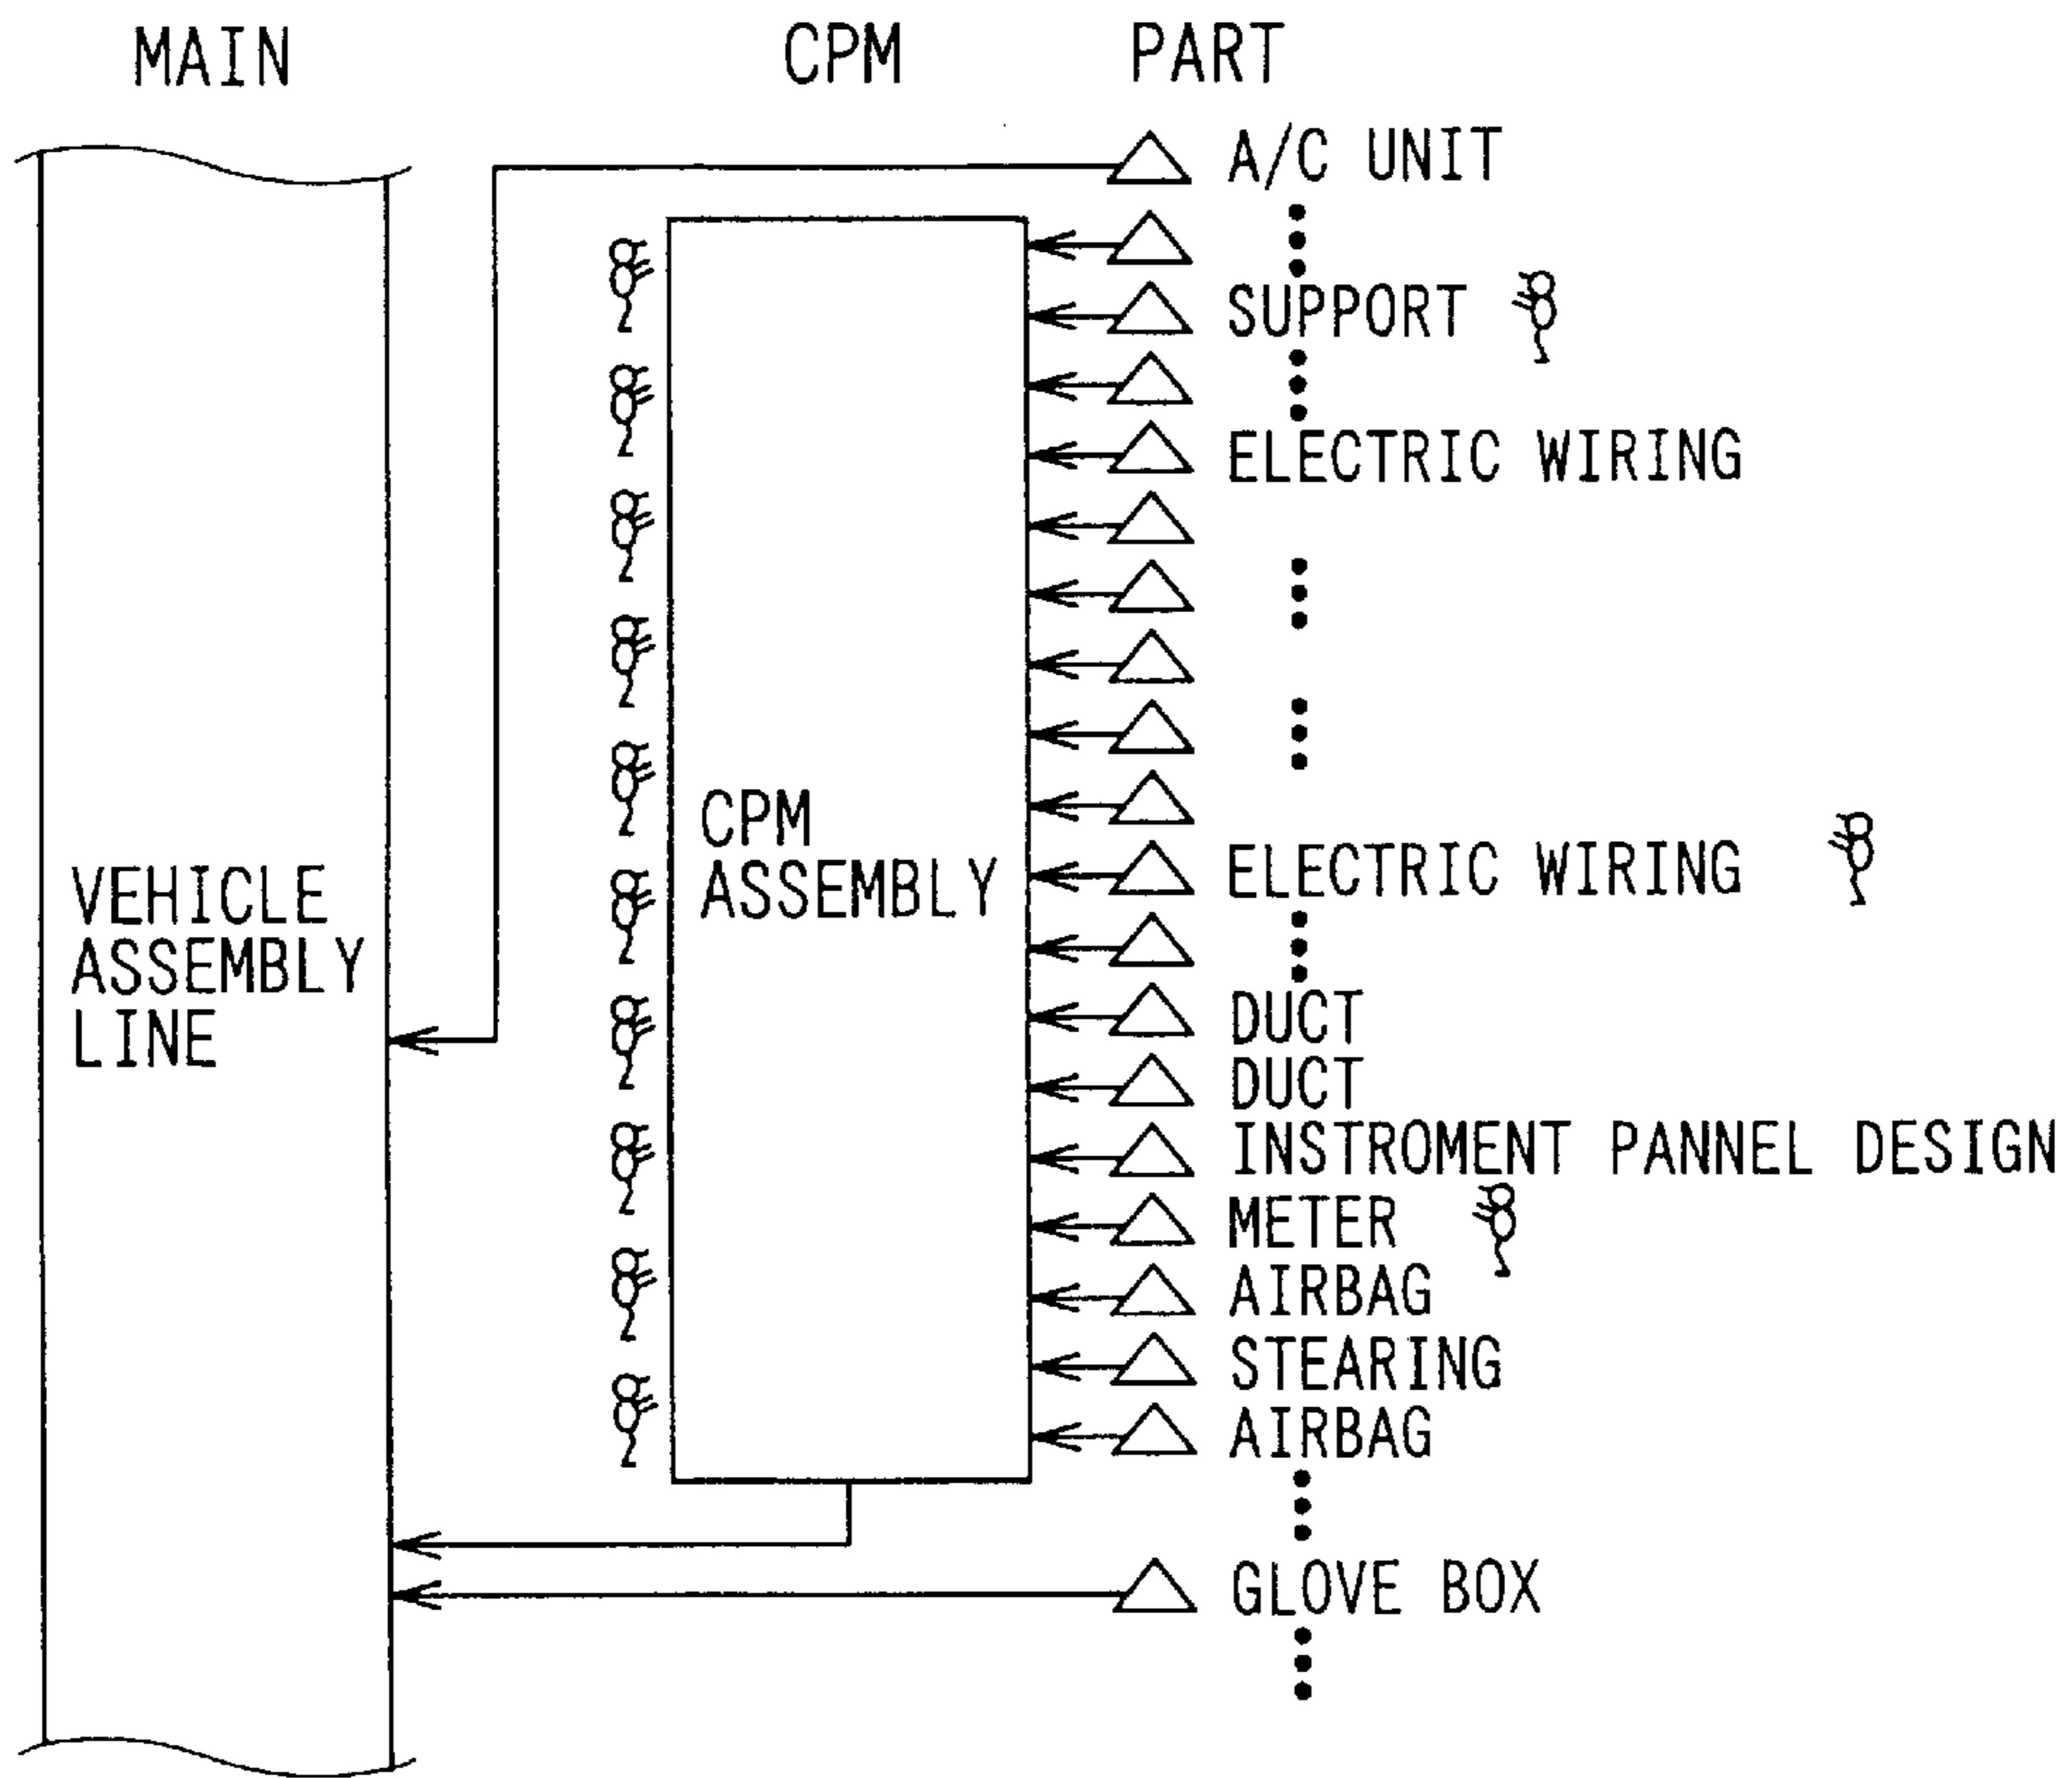 MAIN CPM PART
A/C UNIT
SUPPORT
ELECTRIC WIRING
CPM
ASSEMBLY
ELECTRIC WIRING
VEHICLE
ASSEMBLY
LINE
DUCT
DUCT
INSTROMENT PANNEL DESIGN
METER
AIRBAG
STEARING
AIRBAG
GLOVE BOX